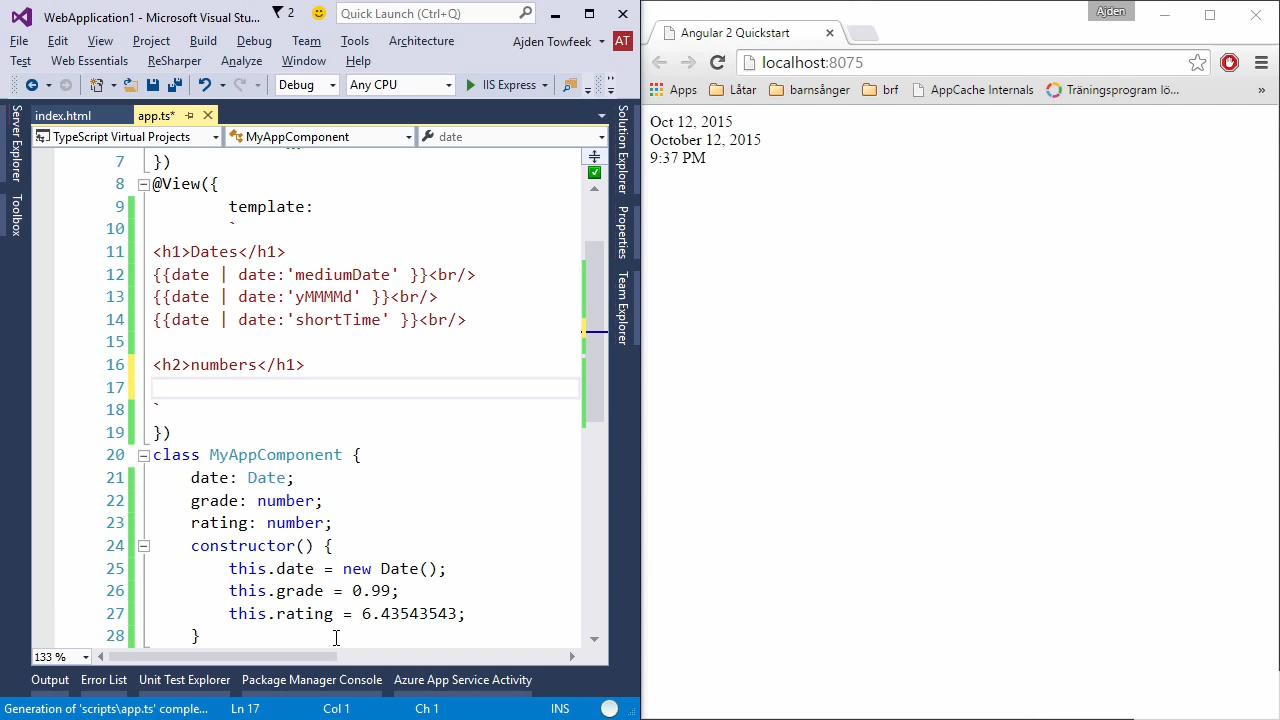 WebApplication1 - Microsoft Visual Stu...
2
Quick Launch (Ctrl+Q)
File Edit View Project Build Debug Team Tools Architecture
Ajden Towfeek AT
Test Web Essentials ReSharper Analyze Window Help
Debug Any CPU IIS Express
index.html app.ts*
TypeScript Virtual Projects MyAppComponent date
Server Explorer
Toolbox
7 })
8 @View({
9 template:
10 `
11 <h1>Dates</h1>
12 {{date | date:'mediumDate' }}<br/>
13 {{date | date:'yMMMMd' }}<br/>
14 {{date | date:'shortTime' }}<br/>
15
16 <h2>numbers</h1>
17
18 `
19 })
20 class MyAppComponent {
21 date: Date;
22 grade: number;
23 rating: number;
24 constructor() {
25 this.date = new Date();
26 this.grade = 0.99;
27 this.rating = 6.43543543;
28 }
Solution Explorer
Properties
Team Explorer
133 %
Output Error List Unit Test Explorer Package Manager Console Azure App Service Activity
Generation of 'scripts\app.ts' comple... Ln 17 Col 1 Ch 1 INS
Ajden
Angular 2 Quickstart
localhost:8075
Apps Låtar barnsånger brf AppCache Internals Träningsprogram lö... »
Oct 12, 2015
October 12, 2015
9:37 PM